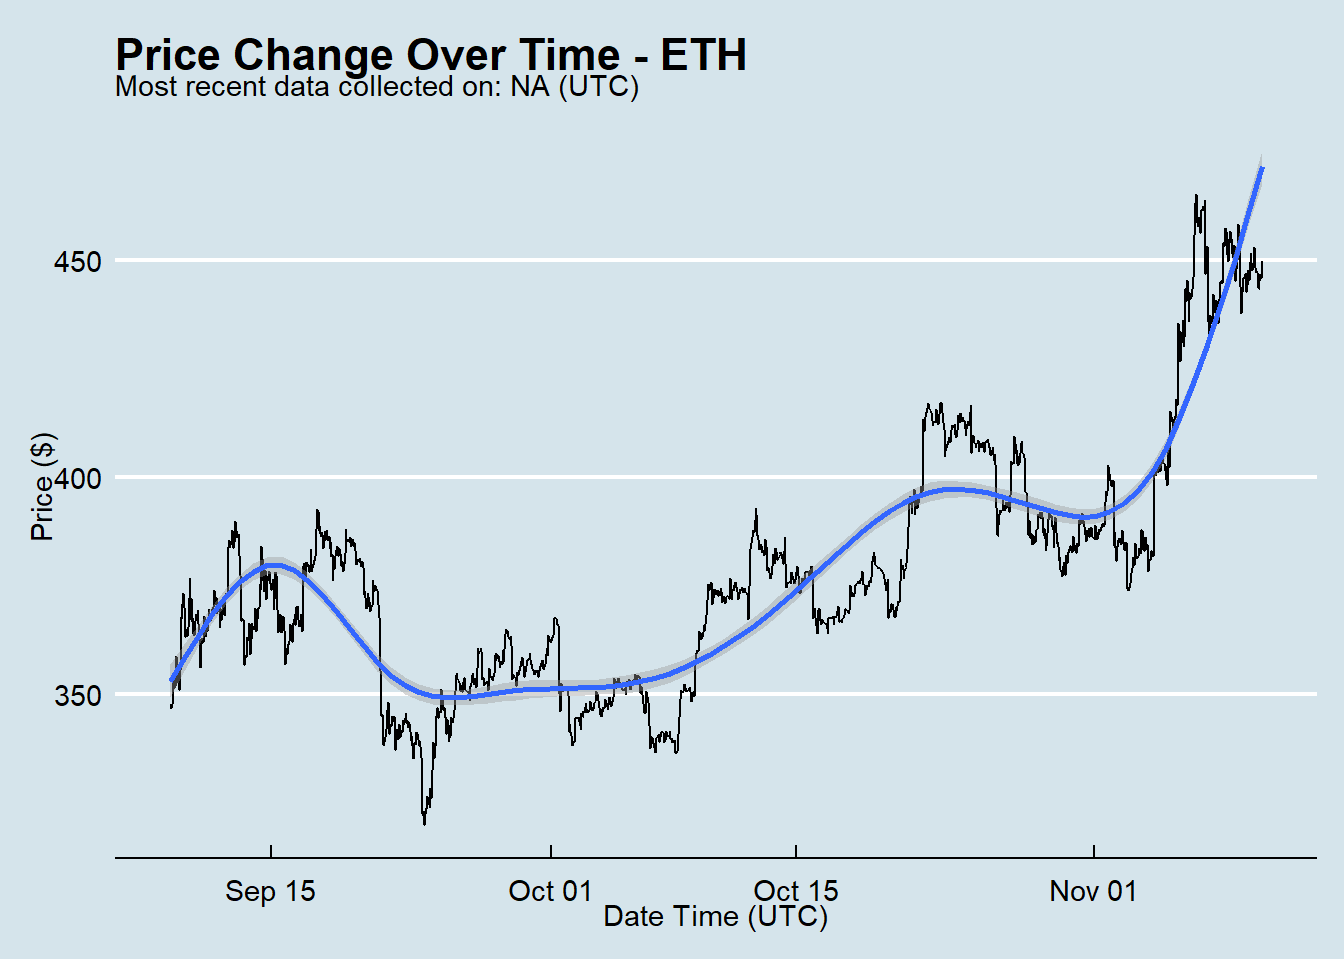 Price Change Over Time - ETH
Most recent data collected on: NA (UTC)
Price ($)
450
400
350
Sep 15
Oct 01
Oct 15
Nov 01
Date Time (UTC)